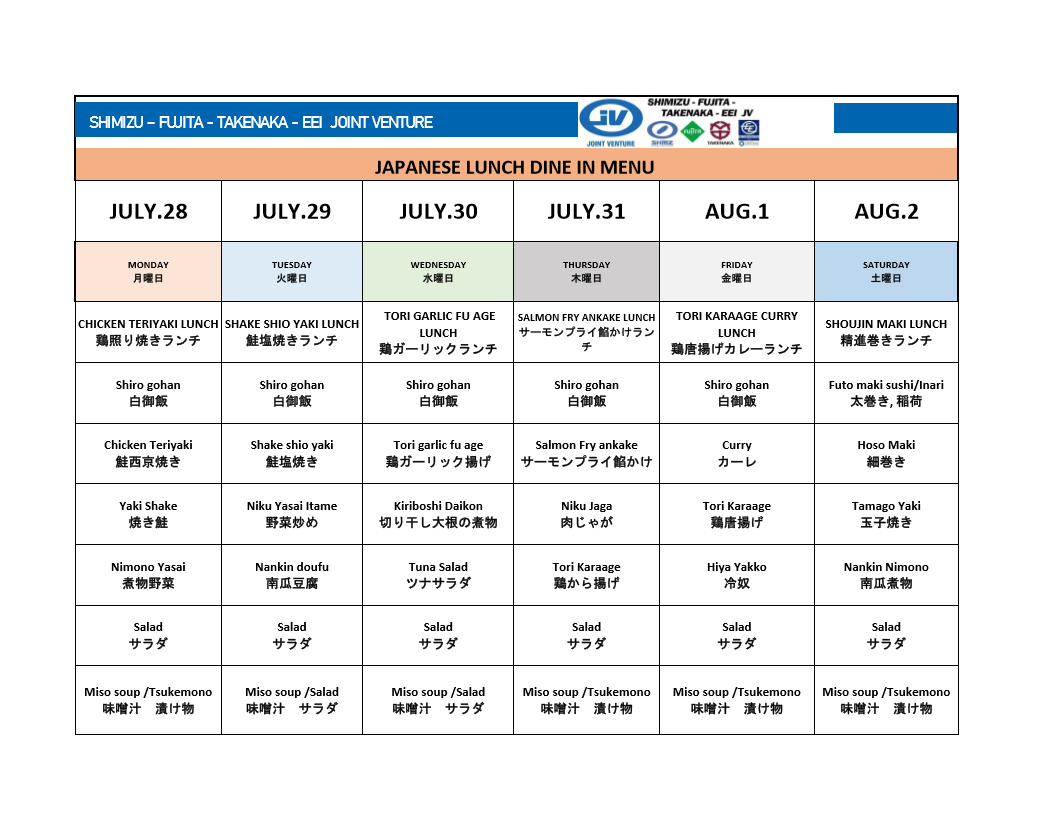 SHIMIZU – FUJITA - TAKENAKA - EEI JOINT VENTURE
JV
JOINT VENTURE
SHIMIZU - FUJITA -
TAKENAKA - EEI JV
SHIMZ
FUJITA
TAKENAKA
JAPANESE LUNCH DINE IN MENU
JULY.28
JULY.29
JULY.30
JULY.31
AUG.1
AUG.2
MONDAY
月曜日
TUESDAY
火曜日
WEDNESDAY
水曜日
THURSDAY
木曜日
FRIDAY
金曜日
SATURDAY
土曜日
CHICKEN TERIYAKI LUNCH
鶏照り焼きランチ
SHAKE SHIO YAKI LUNCH
鮭塩焼きランチ
TORI GARLIC FU AGE
LUNCH
鶏ガーリックランチ
SALMON FRY ANKAKE LUNCH
サーモンプライ餡かけラン
チ
TORI KARAAGE CURRY
LUNCH
鶏唐揚げカレーランチ
SHOUJIN MAKI LUNCH
精進巻きランチ
Shiro gohan
白御飯
Shiro gohan
白御飯
Shiro gohan
白御飯
Shiro gohan
白御飯
Shiro gohan
白御飯
Futo maki sushi/Inari
太巻き, 稲荷
Chicken Teriyaki
鮭西京焼き
Shake shio yaki
鮭塩焼き
Tori garlic fu age
鶏ガーリック揚げ
Salmon Fry ankake
サーモンプライ餡かけ
Curry
カーレ
Hoso Maki
細巻き
Yaki Shake
焼き鮭
Niku Yasai Itame
野菜炒め
Kiriboshi Daikon
切り干し大根の煮物
Niku Jaga
肉じゃが
Tori Karaage
鶏唐揚げ
Tamago Yaki
玉子焼き
Nimono Yasai
煮物野菜
Nankin doufu
南瓜豆腐
Tuna Salad
ツナサラダ
Tori Karaage
鶏から揚げ
Hiya Yakko
冷奴
Nankin Nimono
南瓜煮物
Salad
サラダ
Salad
サラダ
Salad
サラダ
Salad
サラダ
Salad
サラダ
Salad
サラダ
Miso soup /Tsukemono
味噌汁　漬け物
Miso soup /Salad
味噌汁　サラダ
Miso soup /Salad
味噌汁　サラダ
Miso soup /Tsukemono
味噌汁　漬け物
Miso soup /Tsukemono
味噌汁　漬け物
Miso soup /Tsukemono
味噌汁　漬け物